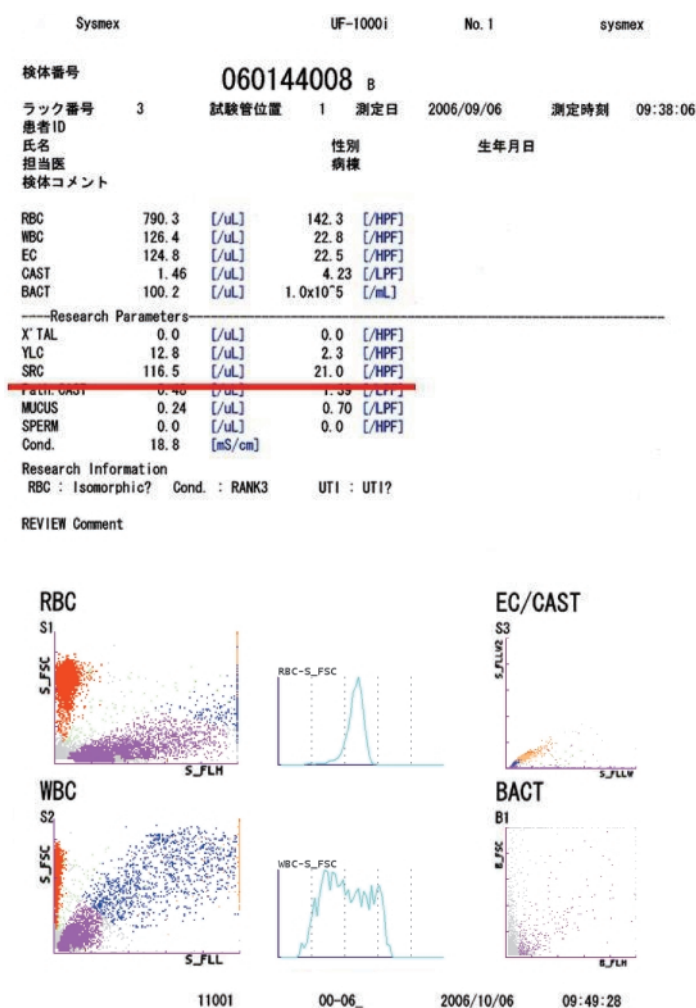 Sysmex UF-1000i No.1 sysmex
検体番号 060144008 B
ラック番号 3 試験管位置 1 測定日 2006/09/06 測定時刻 09:38:06
患者ID
氏名 性別 生年月日
担当医 病棟
検体コメント
RBC 790.3 [/uL] 142.3 [/HPF]
WBC 126.4 [/uL] 22.8 [/HPF]
EC 124.8 [/uL] 22.5 [/HPF]
CAST 1.46 [/uL] 4.23 [/LPF]
BACT 100.2 [/uL] 1.0x10^5 [/mL]
----Research Parameters----
X'TAL 0.0 [/uL] 0.0 [/HPF]
YLC 12.8 [/uL] 2.3 [/HPF]
SRC 116.5 [/uL] 21.0 [/HPF]
Path.CAST 0.48 [/uL] 1.39 [/LPF]
MUCUS 0.24 [/uL] 0.70 [/LPF]
SPERM 0.0 [/uL] 0.0 [/HPF]
Cond. 18.8 [mS/cm]
Research Information
RBC : Isomorphic? Cond. : RANK3 UTI : UTI?
REVIEW Comment
RBC EC/CAST
S1 S3
S_FSC RBC-S_FSC S_FLLW2
S_FLH S_FLLW
WBC BACT
S2 B1
S_FSC WBC-S_FSC B_FSC
S_FLL B_FLH
11001 00-06_ 2006/10/06 09:49:28